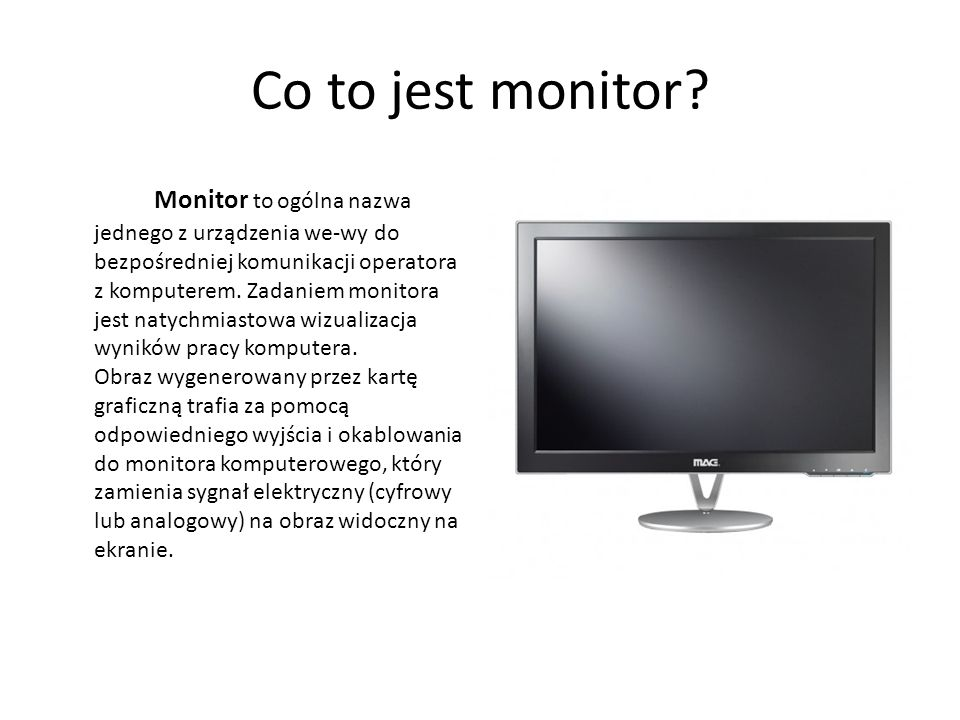 Co to jest monitor?
Monitor to ogólna nazwa
jednego z urządzenia we-wy do
bezpośredniej komunikacji operatora
z komputerem. Zadaniem monitora
jest natychmiastowa wizualizacja
wyników pracy komputera.
Obraz wygenerowany przez kartę
graficzną trafia za pomocą
odpowiedniego wyjścia i okablowania
do monitora komputerowego, który
zamienia sygnał elektryczny (cyfrowy
lub analogowy) na obraz widoczny na
ekranie.
MAG